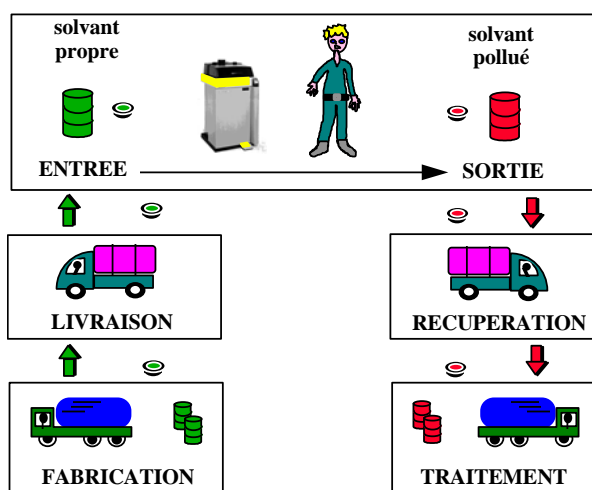 solvant
propre
solvant
pollué
ENTREE
SORTIE
LIVRAISON
RECUPERATION
FABRICATION
TRAITEMENT